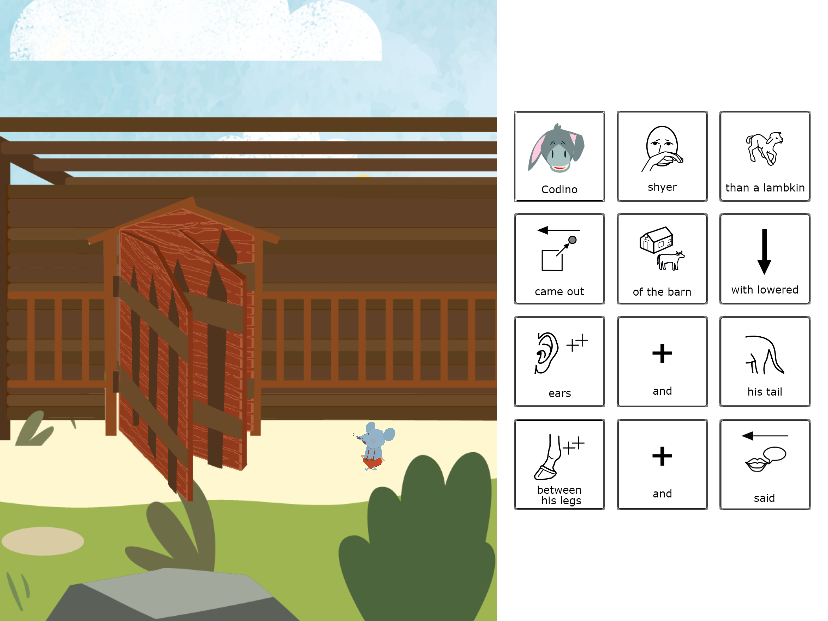 Codino
shyer
than a lambkin
came out
of the barn
with lowered
ears
and
his tail
between
his legs
and
said